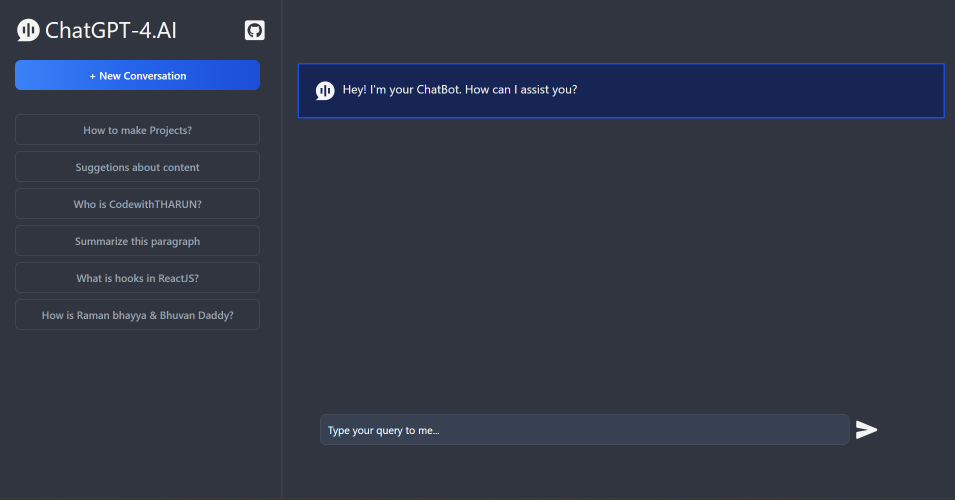 ChatGPT-4.AI
+ New Conversation
How to make Projects?
Suggetions about content
Who is CodewithTHARUN?
Summarize this paragraph
What is hooks in ReactJS?
How is Raman bhayya & Bhuvan Daddy?
Hey! I'm your ChatBot. How can I assist you?
Type your query to me...